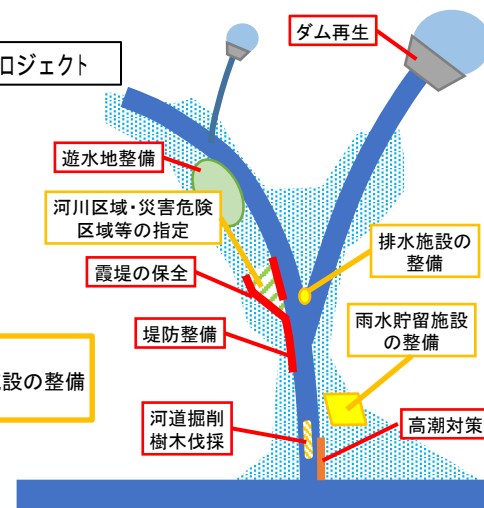 ロジェクト
ダム再生
遊水地整備
河川区域・災害危険
区域等の指定
排水施設の
整備
霞堤の保全
雨水貯留施設
の整備
堤防整備
設の整備
河道掘削
樹木伐採
高潮対策